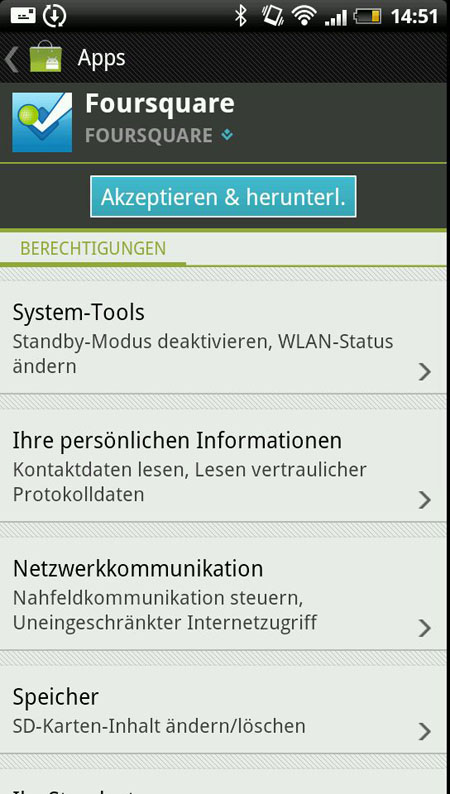 14:51
Apps
Foursquare
FOURSQUARE
Akzeptieren & herunterl.
BERECHTIGUNGEN
System-Tools
Standby-Modus deaktivieren, WLAN-Status
ändern
Ihre persönlichen Informationen
Kontaktdaten lesen, Lesen vertraulicher
Protokolldaten
Netzwerkkommunikation
Nahfeldkommunikation steuern,
Uneingeschränkter Internetzugriff
Speicher
SD-Karten-Inhalt ändern/löschen